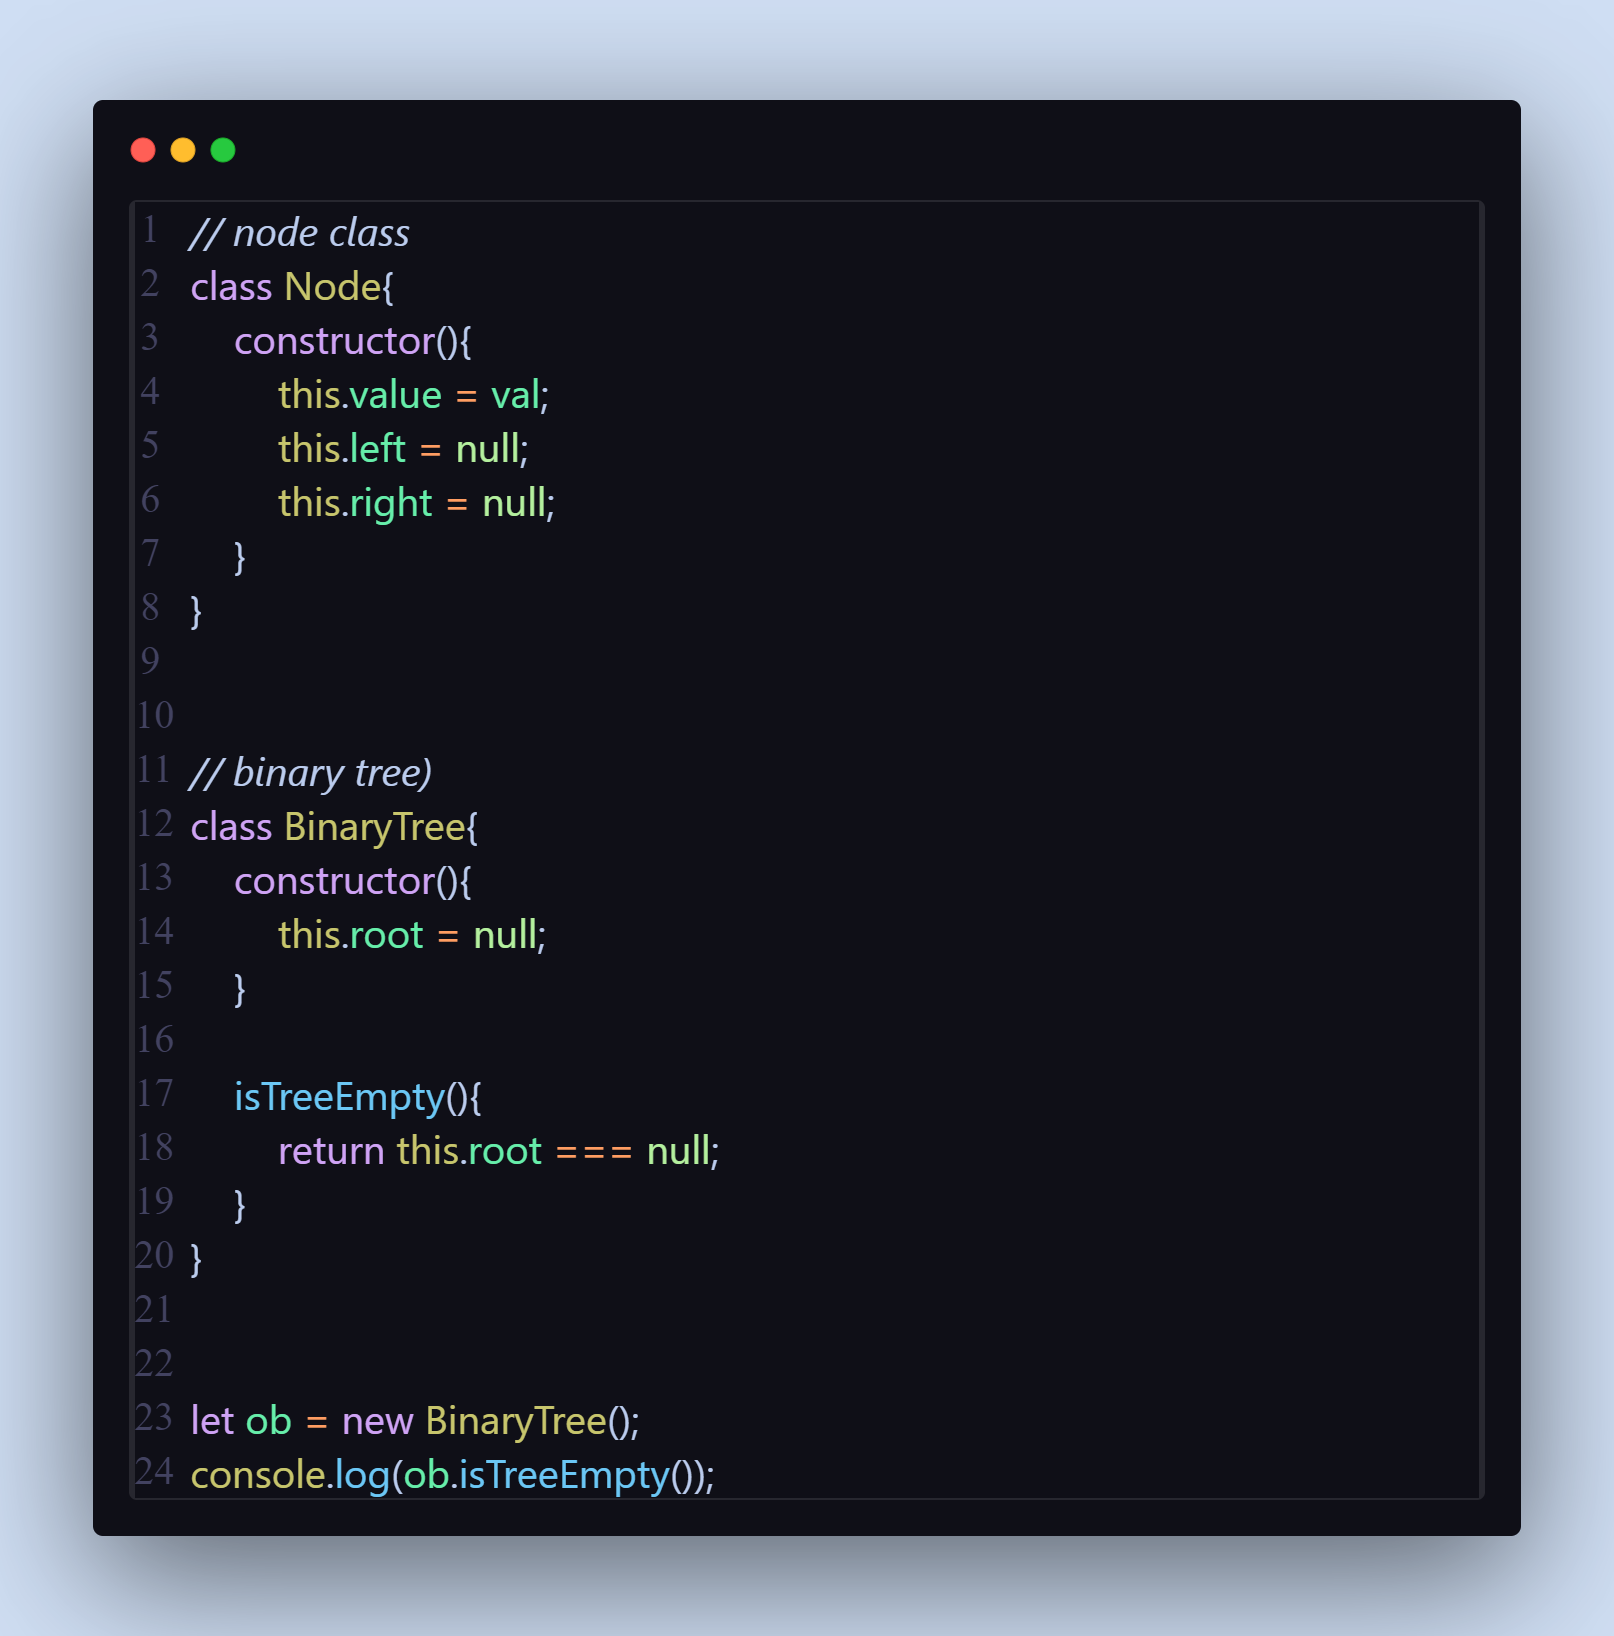 1 // node class
2 class Node{
3     constructor(){
4         this.value = val;
5         this.left = null;
6         this.right = null;
7     }
8 }
9
10
11 // binary tree)
12 class BinaryTree{
13     constructor(){
14         this.root = null;
15     }
16
17     isTreeEmpty(){
18         return this.root === null;
19     }
20 }
21
22
23 let ob = new BinaryTree();
24 console.log(ob.isTreeEmpty());